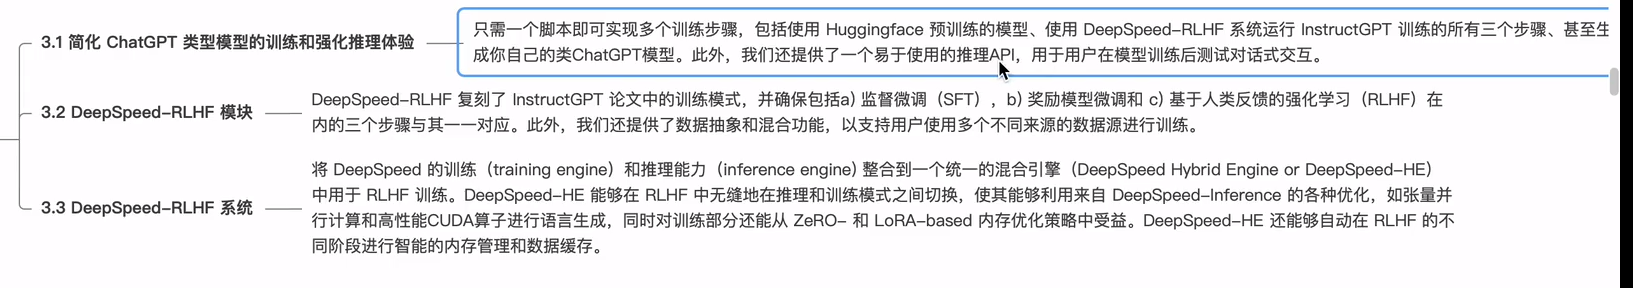 3.1 简化 ChatGPT 类型模型的训练和强化推理体验
只需一个脚本即可实现多个训练步骤，包括使用 Huggingface 预训练的模型、使用 DeepSpeed-RLHF 系统运行 InstructGPT 训练的所有三个步骤、甚至生
成你自己的类ChatGPT模型。此外，我们还提供了一个易于使用的推理API，用于用户在模型训练后测试对话式交互。
3.2 DeepSpeed-RLHF 模块
DeepSpeed-RLHF 复刻了 InstructGPT 论文中的训练模式，并确保包括a) 监督微调（SFT），b) 奖励模型微调和 c) 基于人类反馈的强化学习（RLHF）在
内的三个步骤与其一一对应。此外，我们还提供了数据抽象和混合功能，以支持用户使用多个不同来源的数据源进行训练。
3.3 DeepSpeed-RLHF 系统
将 DeepSpeed 的训练（training engine）和推理能力（inference engine) 整合到一个统一的混合引擎（DeepSpeed Hybrid Engine or DeepSpeed-HE）
中用于 RLHF 训练。DeepSpeed-HE 能够在 RLHF 中无缝地在推理和训练模式之间切换，使其能够利用来自 DeepSpeed-Inference 的各种优化，如张量并
行计算和高性能CUDA算子进行语言生成，同时对训练部分还能从 ZeRO- 和 LoRA-based 内存优化策略中受益。DeepSpeed-HE 还能够自动在 RLHF 的不
同阶段进行智能的内存管理和数据缓存。